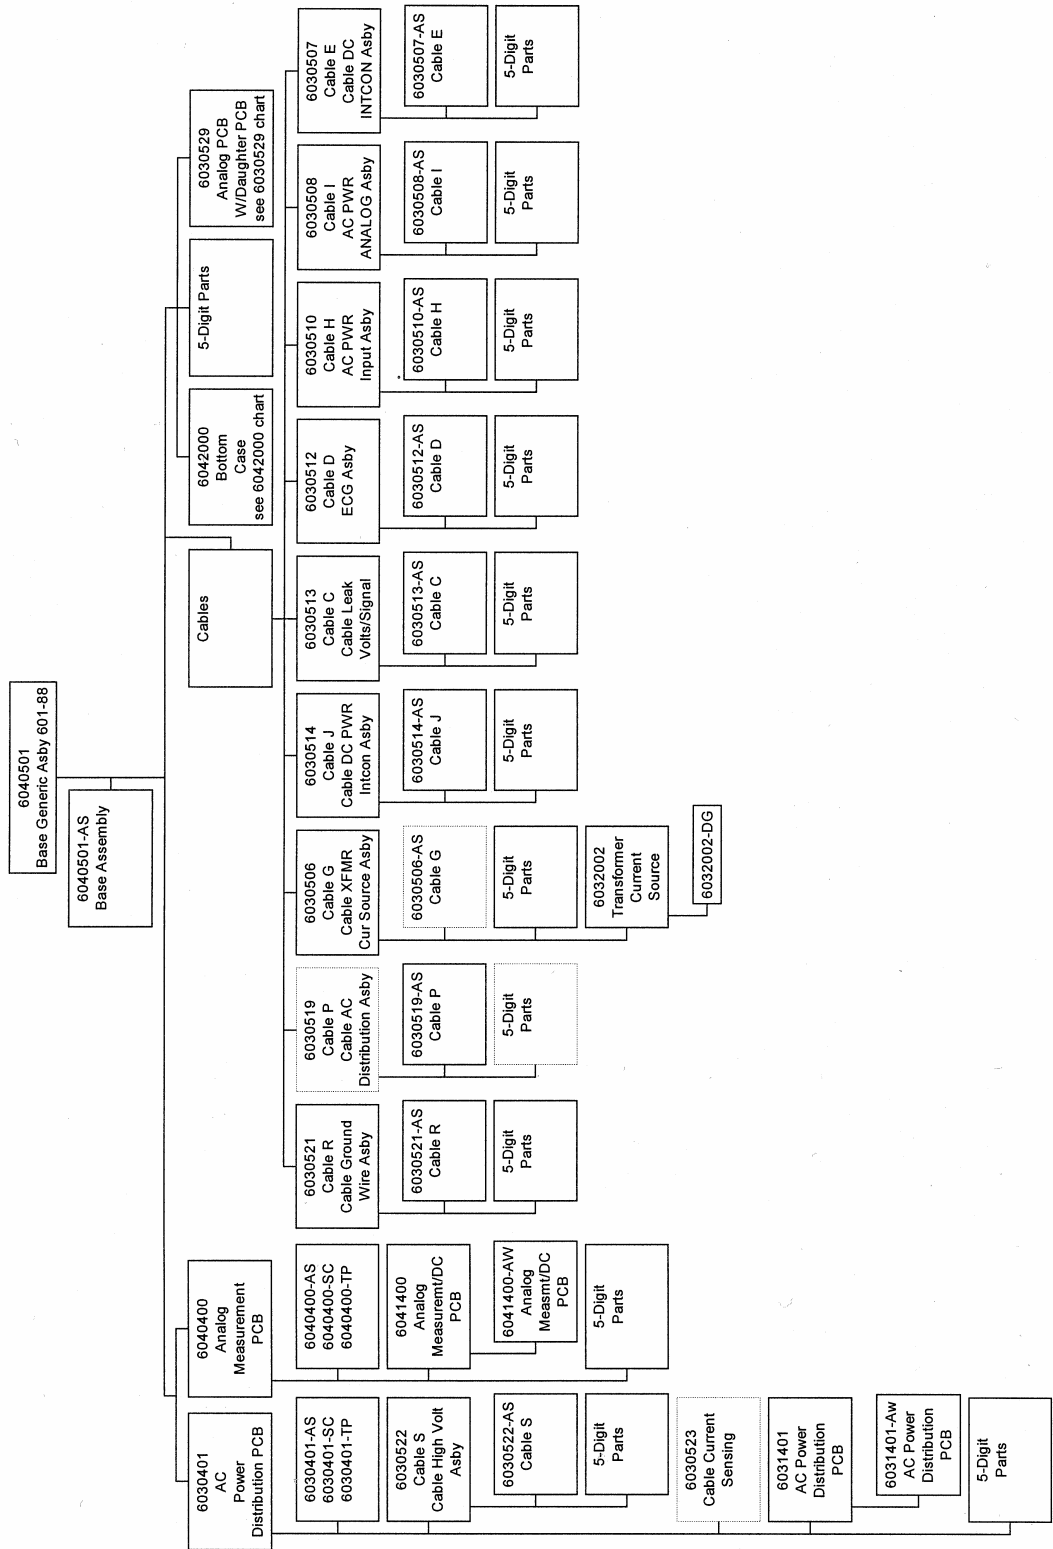 6040501
Base Generic Asby 601-88
6040501-AS
Base Assembly
6030401
AC
Power
Distribution PCB
6040400
Analog
Measurement
PCB
Cables
6042000
Bottom
Case
see 6042000 chart
5-Digit Parts
6030529
Analog PCB
W/Daughter PCB
see 6030529 chart
6030401-AS
6030401-SC
6030401-TP
6030522
Cable S
Cable High Volt
Asby
6030522-AS
Cable S
5-Digit
Parts
6030523
Cable Current
Sensing
6031401
AC Power
Distribution
PCB
6031401-Aw
AC Power
Distribution
PCB
5-Digit
Parts
6040400-AS
6040400-SC
6040400-TP
6041400
Analog
Measuremt/DC
PCB
6041400-AW
Analog
Measmt/DC
PCB
5-Digit
Parts
6030521
Cable R
Cable Ground
Wire Asby
6030521-AS
Cable R
5-Digit
Parts
6030519
Cable P
Cable AC
Distribution Asby
6030519-AS
Cable P
5-Digit
Parts
6030506
Cable G
Cable XFMR
Cur Source Asby
6030506-AS
Cable G
5-Digit
Parts
6032002
Transformer
Current
Source
6032002-DG
6030514
Cable J
Cable DC PWR
Intcon Asby
6030514-AS
Cable J
5-Digit
Parts
6030513
Cable C
Cable Leak
Volts/Signal
6030513-AS
Cable C
5-Digit
Parts
6030512
Cable D
ECG Asby
6030512-AS
Cable D
5-Digit
Parts
6030510
Cable H
AC PWR
Input Asby
6030510-AS
Cable H
5-Digit
Parts
6030508
Cable I
AC PWR
ANALOG Asby
6030508-AS
Cable I
5-Digit
Parts
6030507
Cable E
Cable DC
INTCON Asby
6030507-AS
Cable E
5-Digit
Parts